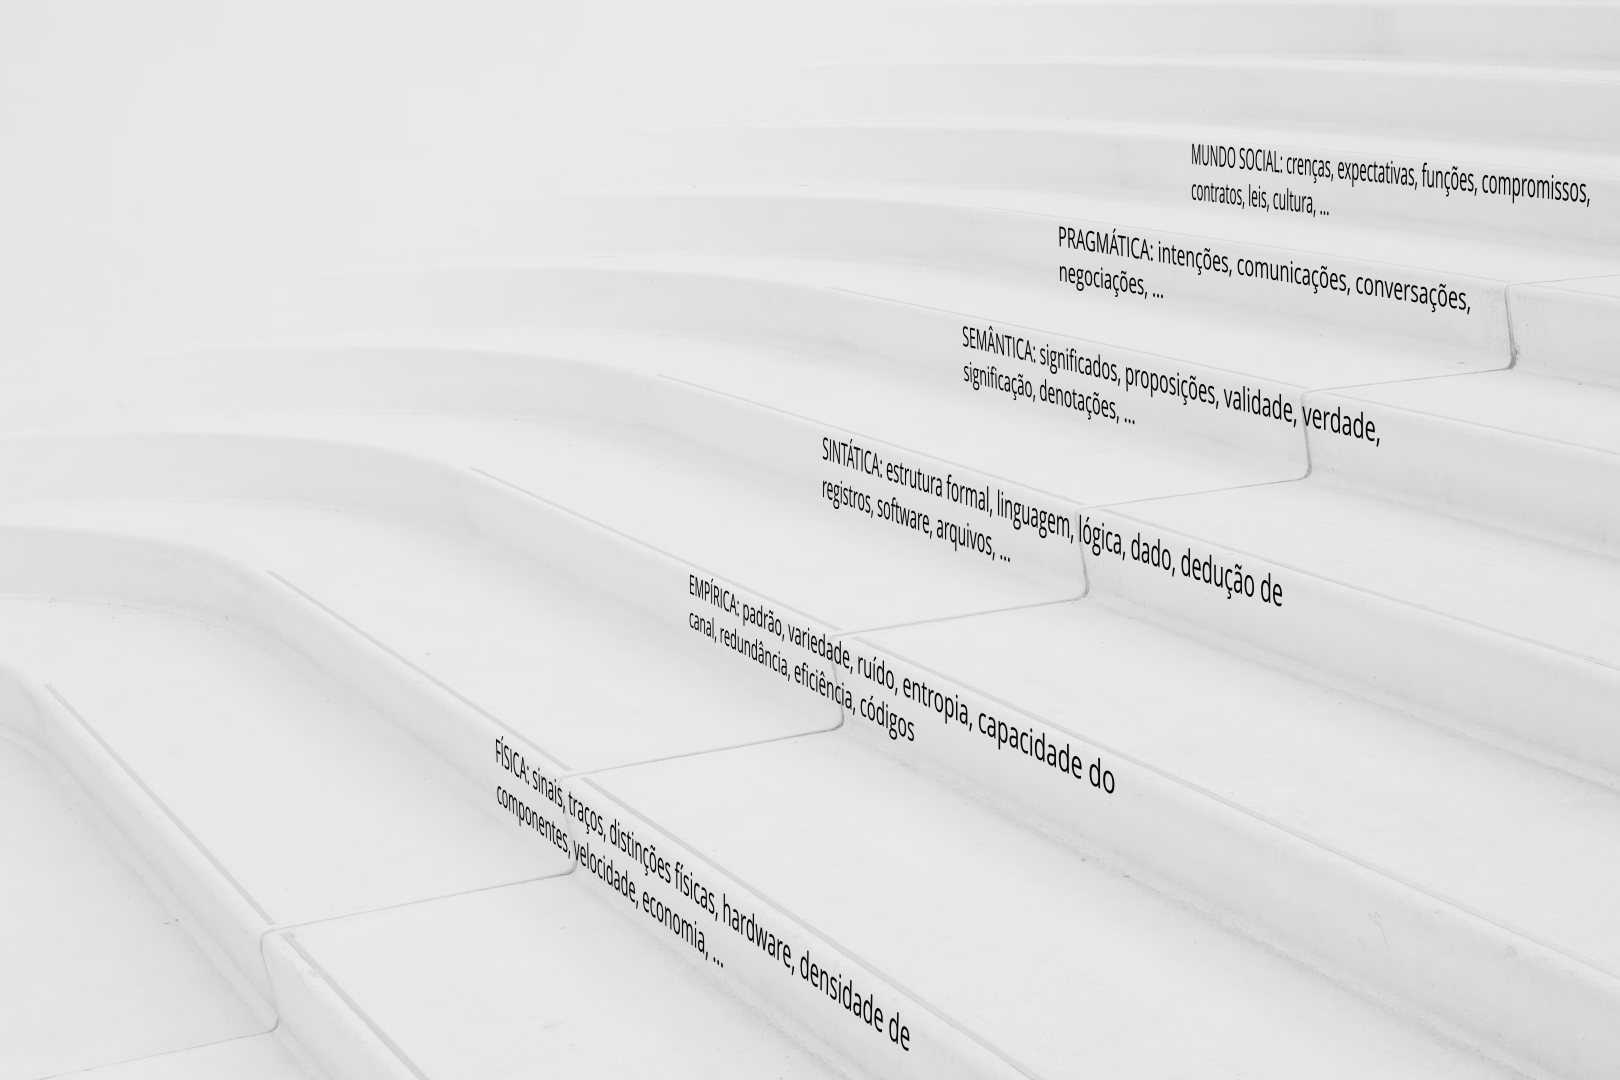 MUNDO SOCIAL: crenças, expectativas, funções, compromissos,
contratos, leis, cultura, ...
PRAGMÁTICA: intenções, comunicações, conversações,
negociações, ...
SEMÂNTICA: significados, proposições, validade, verdade,
significação, denotações, ...
SINTÁTICA: estrutura formal, linguagem, lógica, dado, dedução de
registros, software, arquivos, ...
EMPÍRICA: padrão, variedade, ruído, entropia, capacidade do
canal, redundância, eficiência, códigos
FÍSICA: sinais, traços, distinções físicas, hardware, densidade de
componentes, velocidade, economia, ...